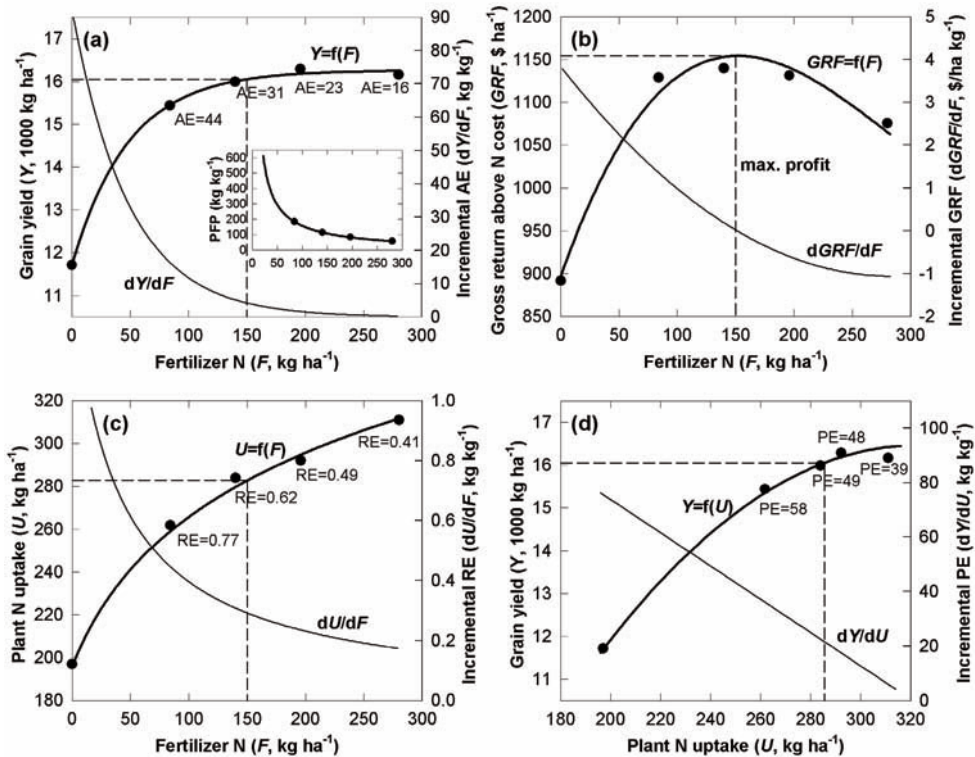 (a)
Y=f(F)
AE=44
AE=31
AE=23
AE=16
dY/dF
Grain yield (Y, 1000 kg ha⁻¹)
17
16
15
14
13
12
11
Incremental AE (dY/dF, kg kg⁻¹)
90
80
70
60
50
40
30
20
10
0
0 50 100 150 200 250 300
Fertilizer N (F, kg ha⁻¹)
PFP (kg kg⁻¹)
600
500
400
300
200
100
0
50 100 150 200 250 300
(b)
GRF=f(F)
max. profit
dGRF/dF
Gross return above N cost (GRF, $ ha⁻¹)
1200
1150
1100
1050
1000
950
900
850
Incremental GRF (dGRF/dF, $/ha kg⁻¹)
5
4
3
2
1
0
-1
-2
0 50 100 150 200 250 300
Fertilizer N (F, kg ha⁻¹)
(c)
U=f(F)
RE=0.41
RE=0.49
RE=0.62
RE=0.77
dU/dF
Plant N uptake (U, kg ha⁻¹)
320
300
280
260
240
220
200
180
Incremental RE (dU/dF, kg kg⁻¹)
1.0
0.8
0.6
0.4
0.2
0.0
0 50 100 150 200 250 300
Fertilizer N (F, kg ha⁻¹)
(d)
PE=48
PE=39
PE=49
PE=58
Y=f(U)
dY/dU
Grain yield (Y, 1000 kg ha⁻¹)
17
16
15
14
13
12
11
Incremental PE (dY/dU, kg kg⁻¹)
100
80
60
40
20
0
180 200 220 240 260 280 300 320
Plant N uptake (U, kg ha⁻¹)